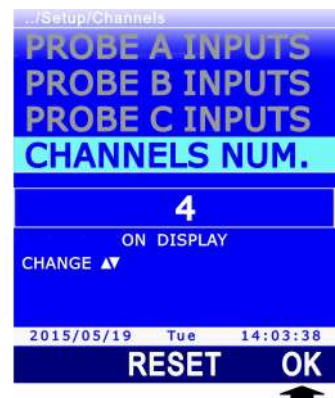 ../Setup/Channels
PROBE A INPUTS
PROBE B INPUTS
PROBE C INPUTS
CHANNELS NUM.
4
ON DISPLAY
CHANGE ▲▼
2015/05/19 Tue 14:03:38
RESET OK